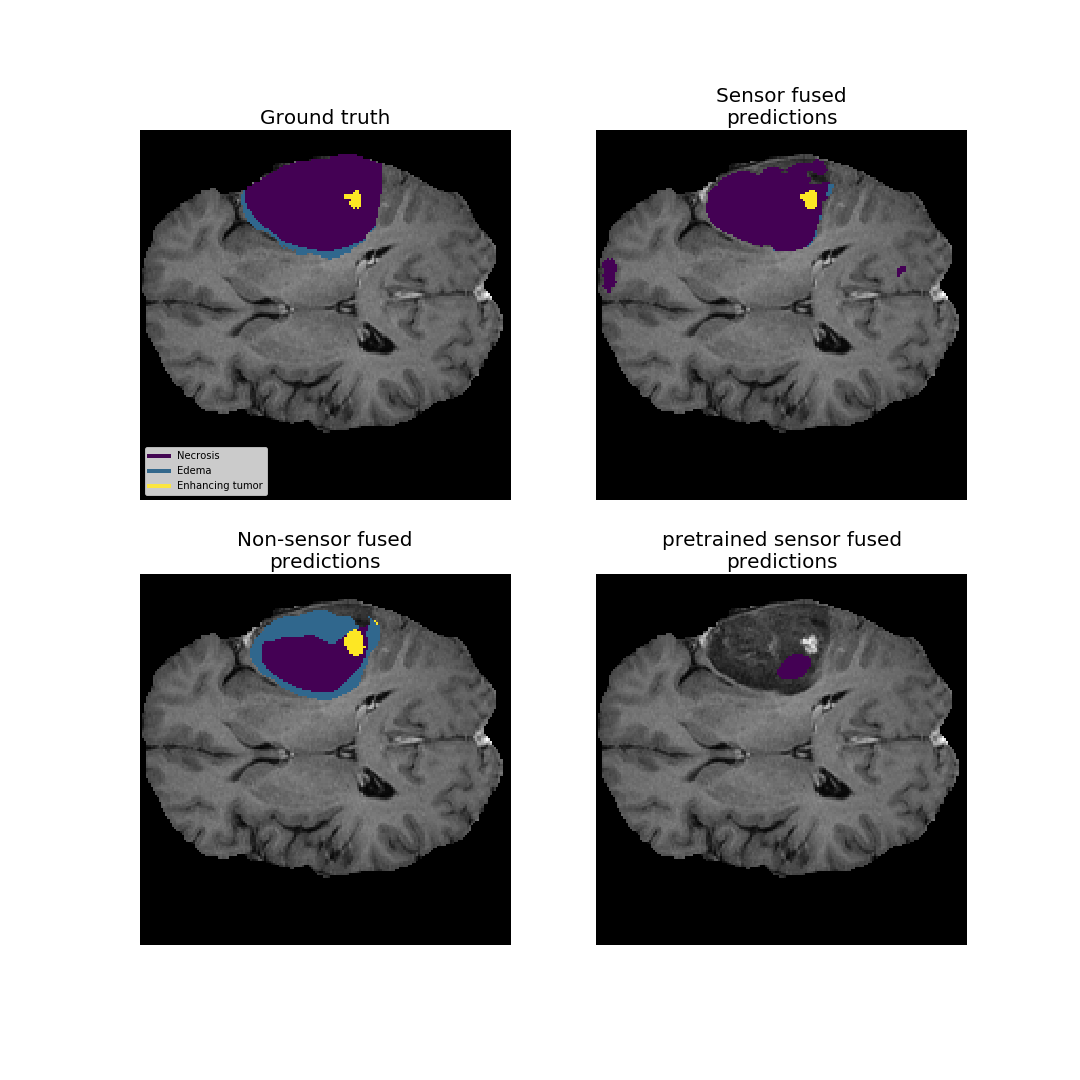 Ground truth
Sensor fused
predictions
Necrosis
Edema
Enhancing tumor
Non-sensor fused
predictions
pretrained sensor fused
predictions